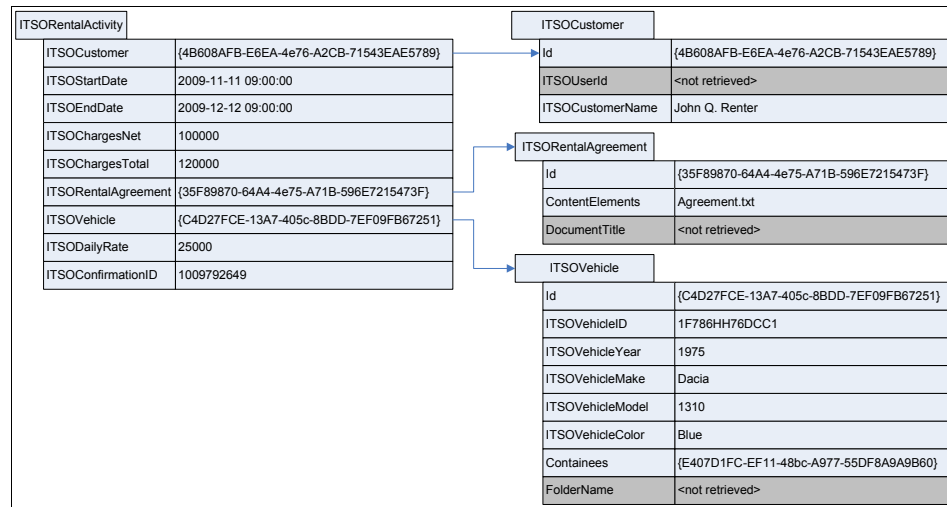 ITSORentalActivity
ITSOCustomer {4B608AFB-E6EA-4e76-A2CB-71543EAE5789}
ITSOStartDate 2009-11-11 09:00:00
ITSOEndDate 2009-12-12 09:00:00
ITSOChargesNet 100000
ITSOChargesTotal 120000
ITSORentalAgreement {35F89870-64A4-4e75-A71B-596E7215473F}
ITSOVehicle {C4D27FCE-13A7-405c-8BDD-7EF09FB67251}
ITSODailyRate 25000
ITSOConfirmationID 1009792649
ITSOCustomer
Id {4B608AFB-E6EA-4e76-A2CB-71543EAE5789}
ITSOUserId <not retrieved>
ITSOCustomerName John Q. Renter
ITSORentalAgreement
Id {35F89870-64A4-4e75-A71B-596E7215473F}
ContentElements Agreement.txt
DocumentTitle <not retrieved>
ITSOVehicle
Id {C4D27FCE-13A7-405c-8BDD-7EF09FB67251}
ITSOVehicleID 1F786HH76DCC1
ITSOVehicleYear 1975
ITSOVehicleMake Dacia
ITSOVehicleModel 1310
ITSOVehicleColor Blue
Containees {E407D1FC-EF11-48bc-A977-55DF8A9A9B60}
FolderName <not retrieved>